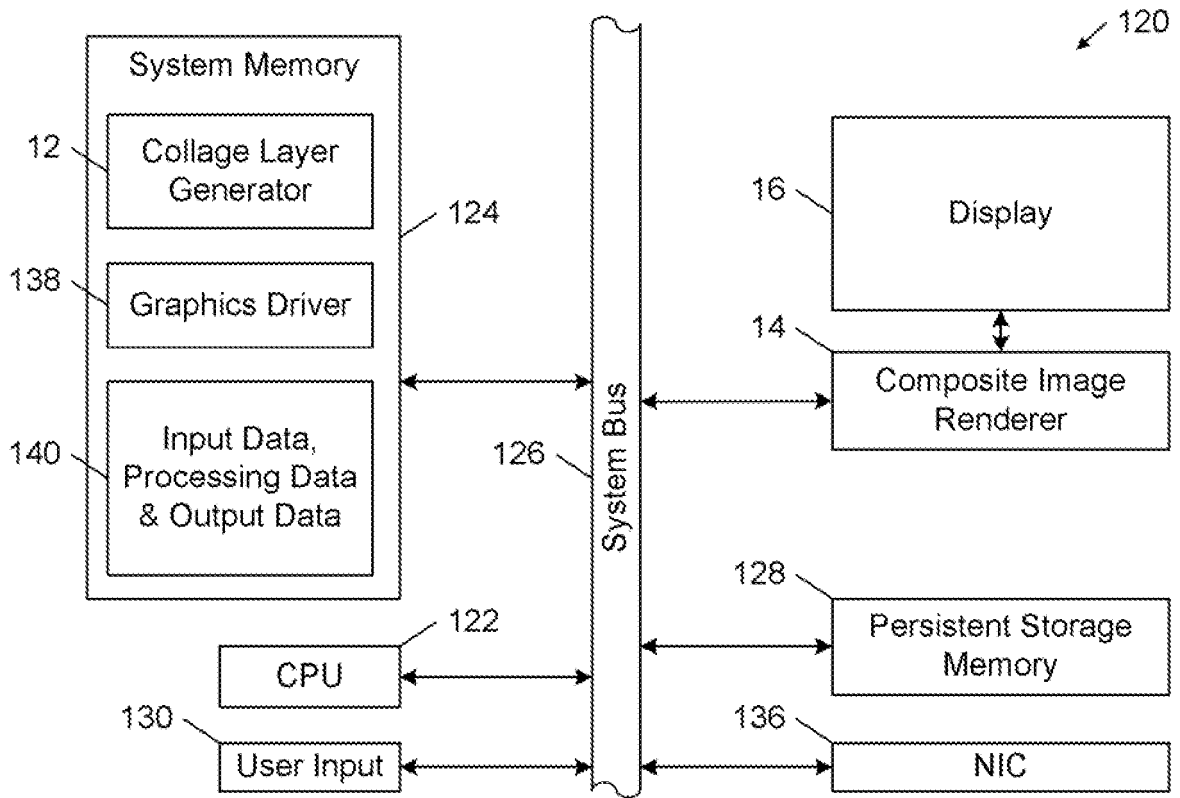 120
System Memory
12
Collage Layer
Generator
124
138
Graphics Driver
140
Input Data,
Processing Data
& Output Data
122
CPU
130
User Input
126
System Bus
16
Display
14
Composite Image
Renderer
128
Persistent Storage
Memory
136
NIC